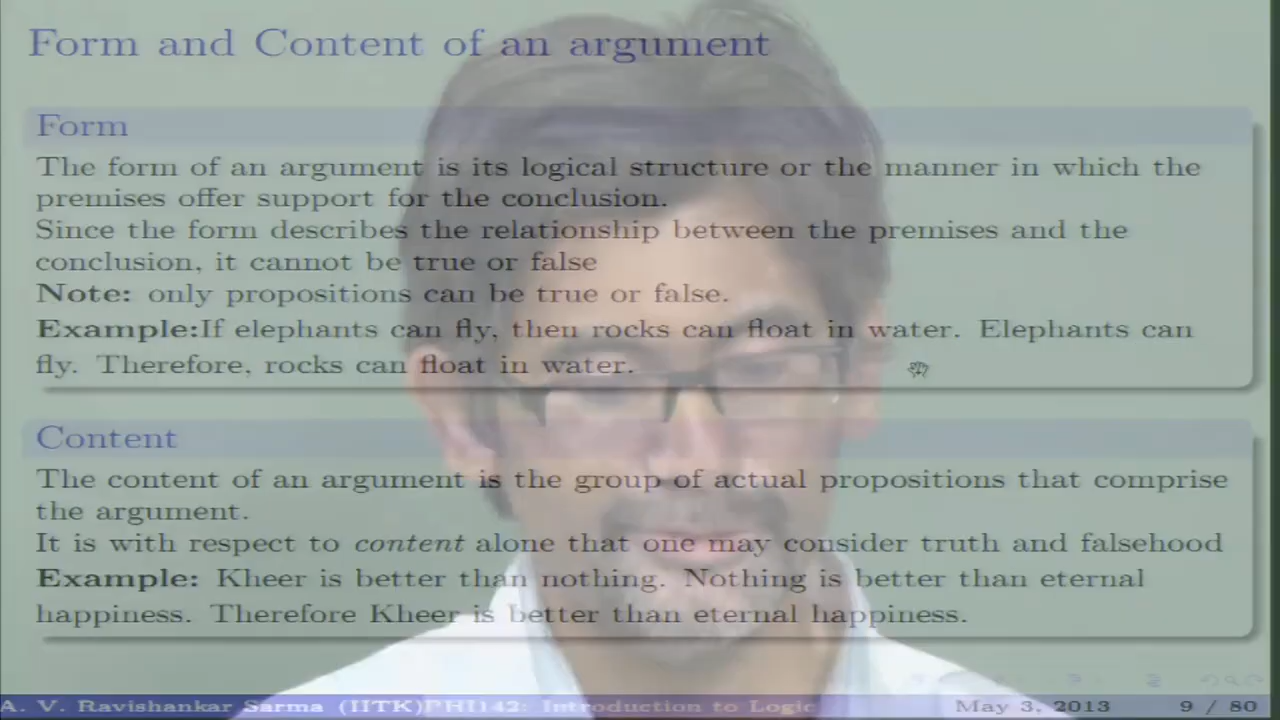 Form and Content of an argument
Form
The form of an argument is its logical structure or the manner in which the
premises offer support for the conclusion.
Since the form describes the relationship between the premises and the
conclusion, it cannot be true or false
Note: only propositions can be true or false.
Example:If elephants can fly, then rocks can float in water. Elephants can
fly. Therefore, rocks can float in water.
Content
The content of an argument is the group of actual propositions that comprise
the argument.
It is with respect to content alone that one may consider truth and falsehood
Example: Kheer is better than nothing. Nothing is better than eternal
happiness. Therefore Kheer is better than eternal happiness.
A. V. Ravishankar Sarma (IITK) PHI142: Introduction to Logic May 3, 2013 9 / 80